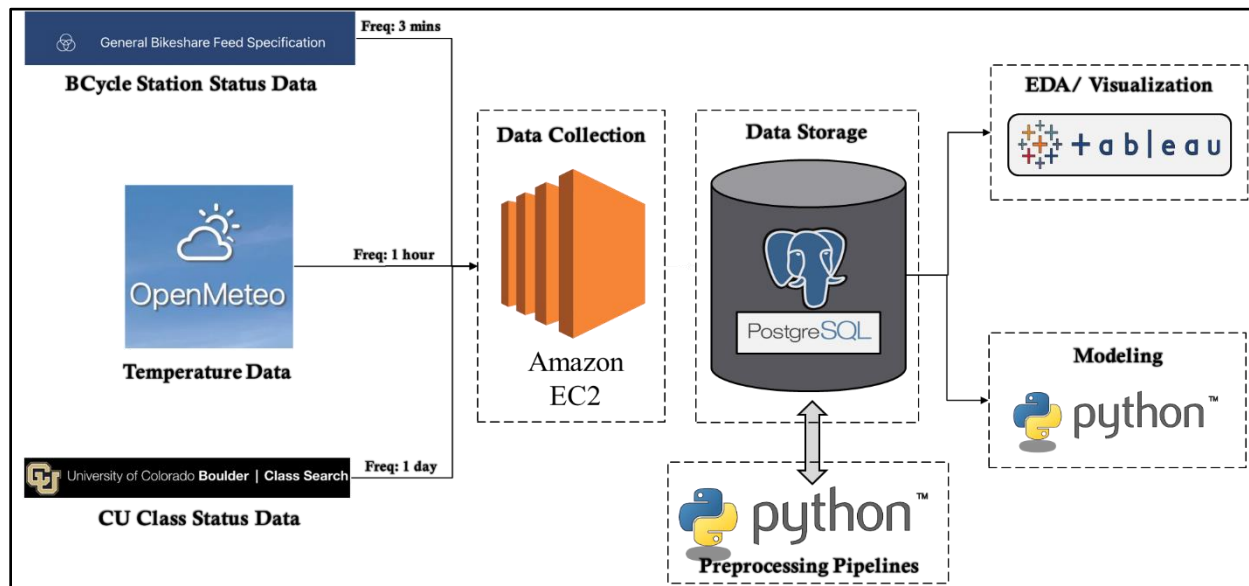 General Bikeshare Feed Specification
Freq: 3 mins
BCycle Station Status Data
OpenMeteo
Freq: 1 hour
Temperature Data
CU
University of Colorado Boulder | Class Search
Freq: 1 day
CU Class Status Data
Data Collection
Amazon
EC2
Data Storage
PostgreSQL
python™
Preprocessing Pipelines
EDA/ Visualization
+ableau
Modeling
python™